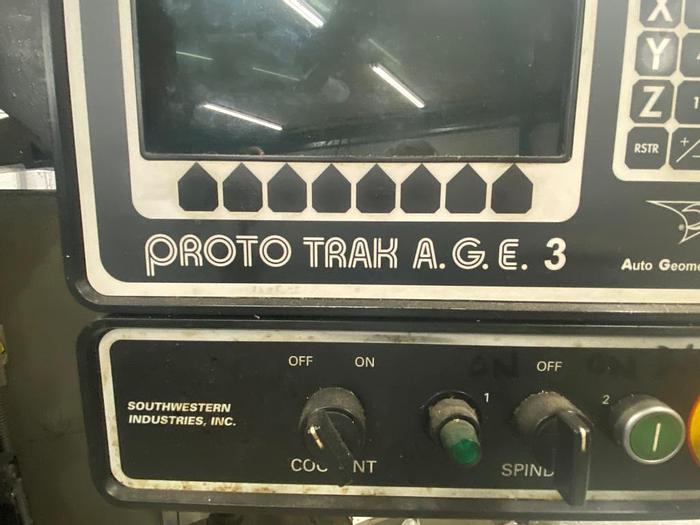 X
Y
Z
RSTR +/
PROTO TRAK A.G.E. 3
Auto Geome
OFF ON OFF
SOUTHWESTERN
INDUSTRIES, INC.
1 2
COO NT SPIND